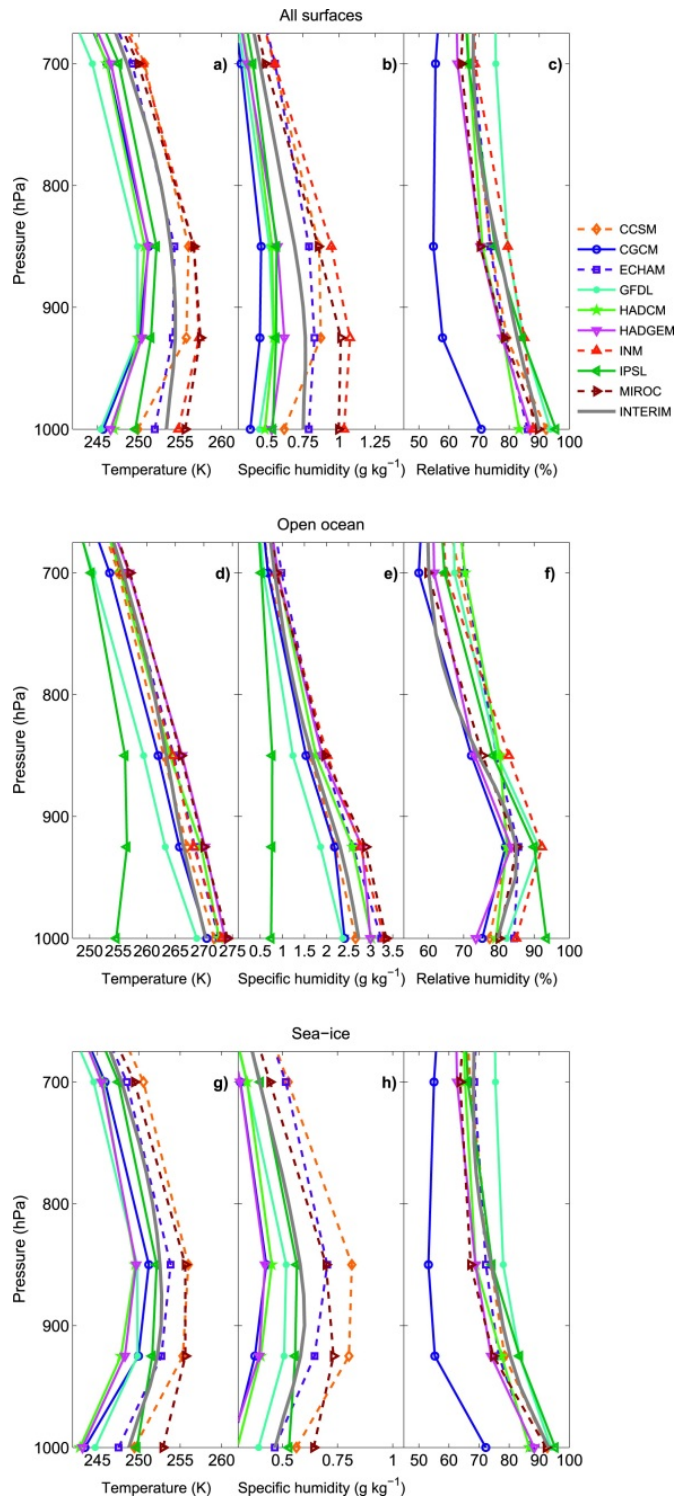 All surfaces
a) b) c)
700
800
900
1000
Pressure (hPa)
245 250 255 260
0.5 0.75 1 1.25
50 60 70 80 90 100
Temperature (K) Specific humidity (g kg⁻¹) Relative humidity (%)
CCSM
CGCM
ECHAM
GFDL
HADCM
HADGEM
INM
IPSL
MIROC
INTERIM
Open ocean
d) e) f)
700
800
900
1000
Pressure (hPa)
250 255 260 265 270 275
0.5 1 1.5 2 2.5 3 3.5
60 70 80 90 100
Temperature (K) Specific humidity (g kg⁻¹) Relative humidity (%)
Sea−ice
g) h)
700
800
900
1000
Pressure (hPa)
245 250 255 260
0.5 0.75 1
50 60 70 80 90 100
Temperature (K) Specific humidity (g kg⁻¹) Relative humidity (%)